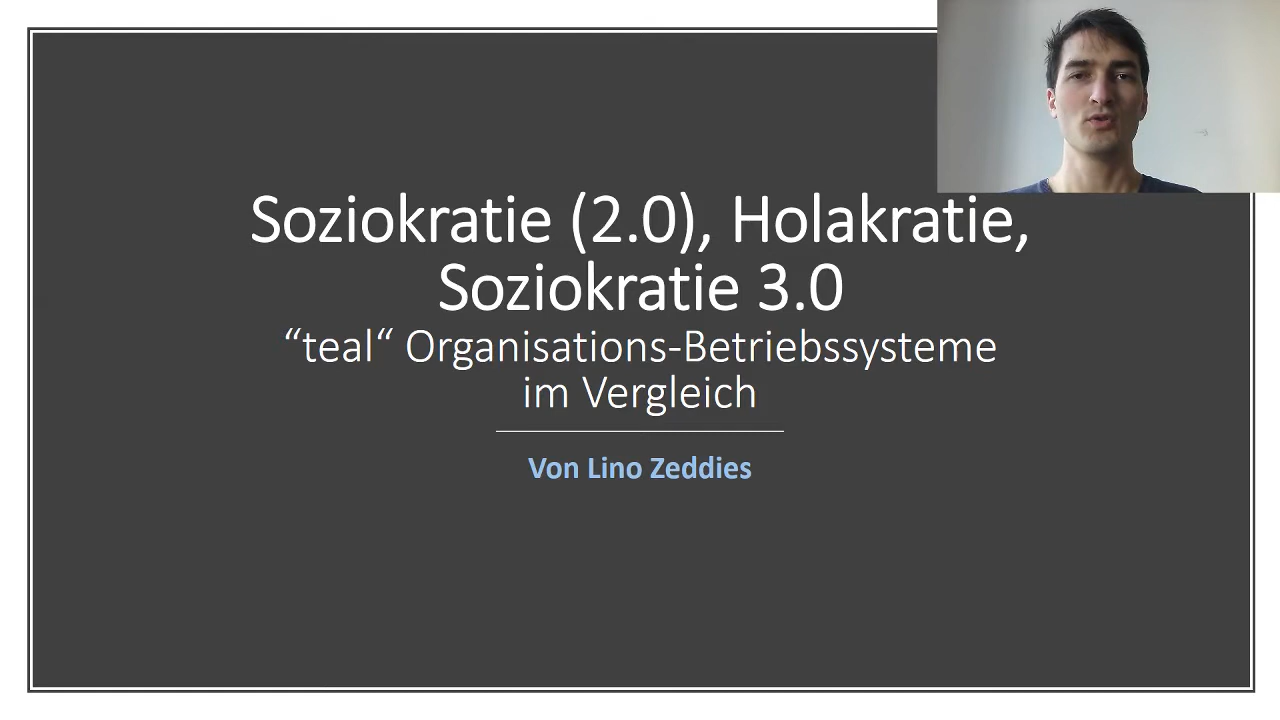 Soziokratie (2.0), Holakratie,
Soziokratie 3.0
“teal“ Organisations-Betriebssysteme
im Vergleich
Von Lino Zeddies